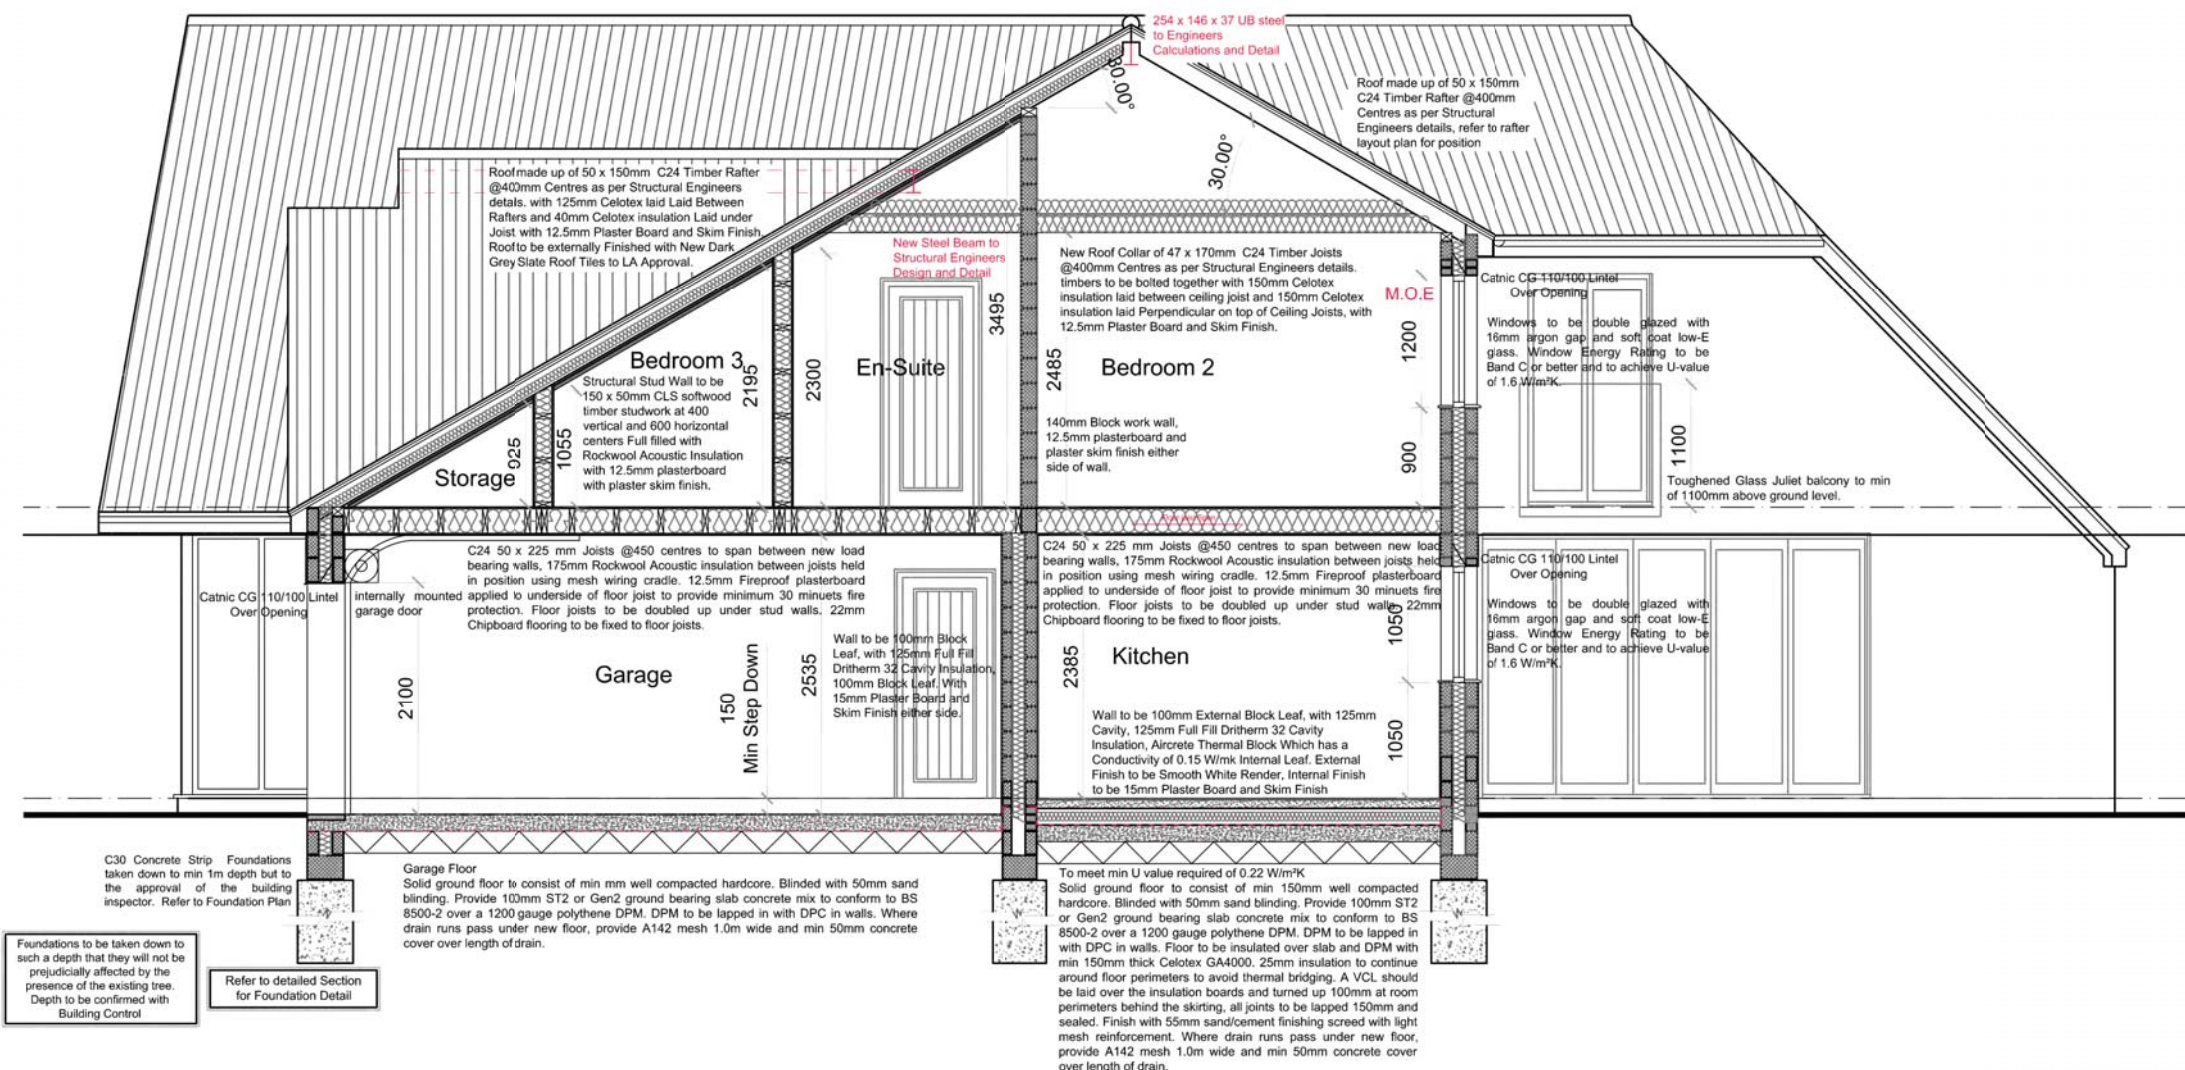 254 x 146 x 37 UB steel
to Engineers
Calculations and Detail
30.00°
30.00°
Roof made up of 50 x 150mm
C24 Timber Rafter @400mm
Centres as per Structural
Engineers details, refer to rafter
layout plan for position
Roof made up of 50 x 150mm C24 Timber Rafter
@400mm Centres as per Structural Engineers
detals. with 125mm Celotex laid Laid Between
Rafters and 40mm Celotex insulation Laid under
Joist with 12.5mm Plaster Board and Skim Finish.
Roof to be externally Finished with New Dark
Grey Slate Roof Tiles to LA Approval.
New Steel Beam to
Structural Engineers
Design and Detail
3495
New Roof Collar of 47 x 170mm C24 Timber Joists
@400mm Centres as per Structural Engineers details.
timbers to be bolted together with 150mm Celotex
insulation laid between ceiling joist and 150mm Celotex
insulation laid Perpendicular on top of Ceiling Joists, with
12.5mm Plaster Board and Skim Finish.
M.O.E
1200
Catnic CG 110/100 Lintel
Over Opening
Windows to be double glazed with
16mm argon gap and soft coat low-E
glass. Window Energy Rating to be
Band C or better and to achieve U-value
of 1.6 W/m²K.
Bedroom 3
Structural Stud Wall to be
150 x 50mm CLS softwood
timber studwork at 400
vertical and 600 horizontal
centers Full filled with
Rockwool Acoustic Insulation
with 12.5mm plasterboard
with plaster skim finish.
2195
2300
En-Suite
2485
Bedroom 2
140mm Block work wall,
12.5mm plasterboard and
plaster skim finish either
side of wall.
900
1100
Toughened Glass Juliet balcony to min
of 1100mm above ground level.
Storage
925
1055
C24 50 x 225 mm Joists @450 centres to span between new load
bearing walls, 175mm Rockwool Acoustic insulation between joists held
in position using mesh wiring cradle. 12.5mm Fireproof plasterboard
applied to underside of floor joist to provide minimum 30 minuets fire
protection. Floor joists to be doubled up under stud walls. 22mm
Chipboard flooring to be fixed to floor joists.
C24 50 x 225 mm Joists @450 centres to span between new load
bearing walls, 175mm Rockwool Acoustic insulation between joists held
in position using mesh wiring cradle. 12.5mm Fireproof plasterboard
applied to underside of floor joist to provide minimum 30 minuets fire
protection. Floor joists to be doubled up under stud walls. 22mm
Chipboard flooring to be fixed to floor joists.
Catnic CG 110/100 Lintel
Over Opening
internally mounted
garage door
Catnic CG 110/100 Lintel
Over Opening
Windows to be double glazed with
16mm argon gap and soft coat low-E
glass. Window Energy Rating to be
Band C or better and to achieve U-value
of 1.6 W/m²K.
2100
Garage
150
Min Step Down
2535
Wall to be 100mm Block
Leaf, with 125mm Full Fill
Dritherm 32 Cavity Insulation,
100mm Block Leaf. With
15mm Plaster Board and
Skim Finish either side.
2385
Kitchen
1050
1050
Wall to be 100mm External Block Leaf, with 125mm
Cavity, 125mm Full Fill Dritherm 32 Cavity
Insulation, Aircrete Thermal Block Which has a
Conductivity of 0.15 W/mk Internal Leaf. External
Finish to be Smooth White Render, Internal Finish
to be 15mm Plaster Board and Skim Finish
C30 Concrete Strip Foundations
taken down to min 1m depth but to
the approval of the building
inspector. Refer to Foundation Plan
Foundations to be taken down to
such a depth that they will not be
prejudicially affected by the
presence of the existing tree.
Depth to be confirmed with
Building Control
Refer to detailed Section
for Foundation Detail
Garage Floor
Solid ground floor to consist of min mm well compacted hardcore. Blinded with 50mm sand
blinding. Provide 100mm ST2 or Gen2 ground bearing slab concrete mix to conform to BS
8500-2 over a 1200 gauge polythene DPM. DPM to be lapped in with DPC in walls. Where
drain runs pass under new floor, provide A142 mesh 1.0m wide and min 50mm concrete
cover over length of drain.
To meet min U value required of 0.22 W/m²K
Solid ground floor to consist of min 150mm well compacted
hardcore. Blinded with 50mm sand blinding. Provide 100mm ST2
or Gen2 ground bearing slab concrete mix to conform to BS
8500-2 over a 1200 gauge polythene DPM. DPM to be lapped in
with DPC in walls. Floor to be insulated over slab and DPM with
min 150mm thick Celotex GA4000. 25mm insulation to continue
around floor perimeters to avoid thermal bridging. A VCL should
be laid over the insulation boards and turned up 100mm at room
perimeters behind the skirting, all joints to be lapped 150mm and
sealed. Finish with 55mm sand/cement finishing screed with light
mesh reinforcement. Where drain runs pass under new floor,
provide A142 mesh 1.0m wide and min 50mm concrete cover
over length of drain.